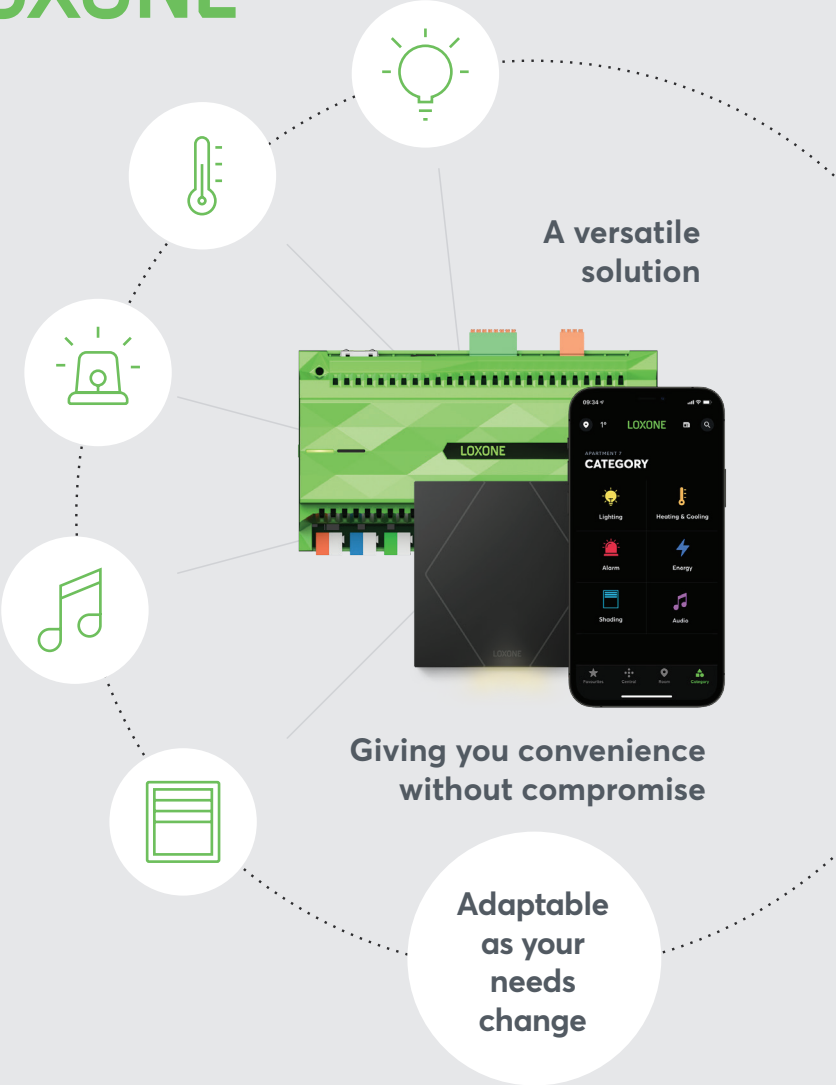 LOXONE
A versatile
solution
LOXONE
09:34
1°
LOXONE
APARTMENT 7
CATEGORY
Lighting
Heating & Cooling
Alarm
Energy
Shading
Audio
Favourites
Central
Room
Category
LOXONE
Giving you convenience
without compromise
Adaptable
as your
needs
change